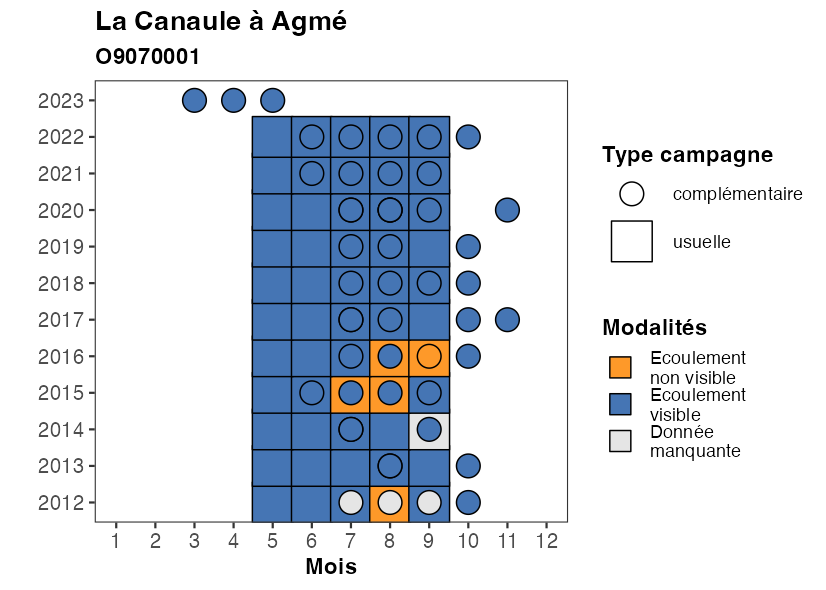 La Canaule à Agmé
O9070001
2023
2022
2021
2020
2019
2018
2017
2016
2015
2014
2013
2012
1 2 3 4 5 6 7 8 9 10 11 12
Mois
Type campagne
complémentaire
usuelle
Modalités
Ecoulement
non visible
Ecoulement
visible
Donnée
manquante